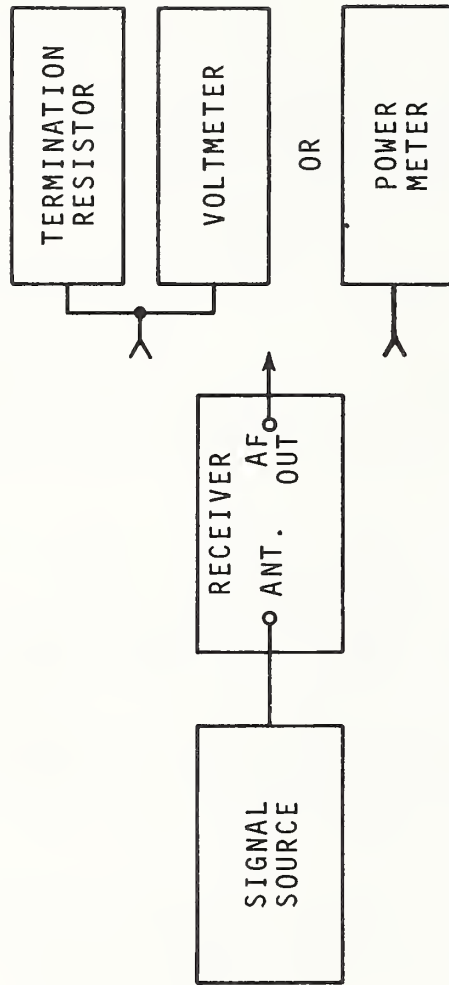 SIGNAL
SOURCE
RECEIVER
ANT. AF
OUT
TERMINATION
RESISTOR
VOLTMETER
OR
POWER
METER